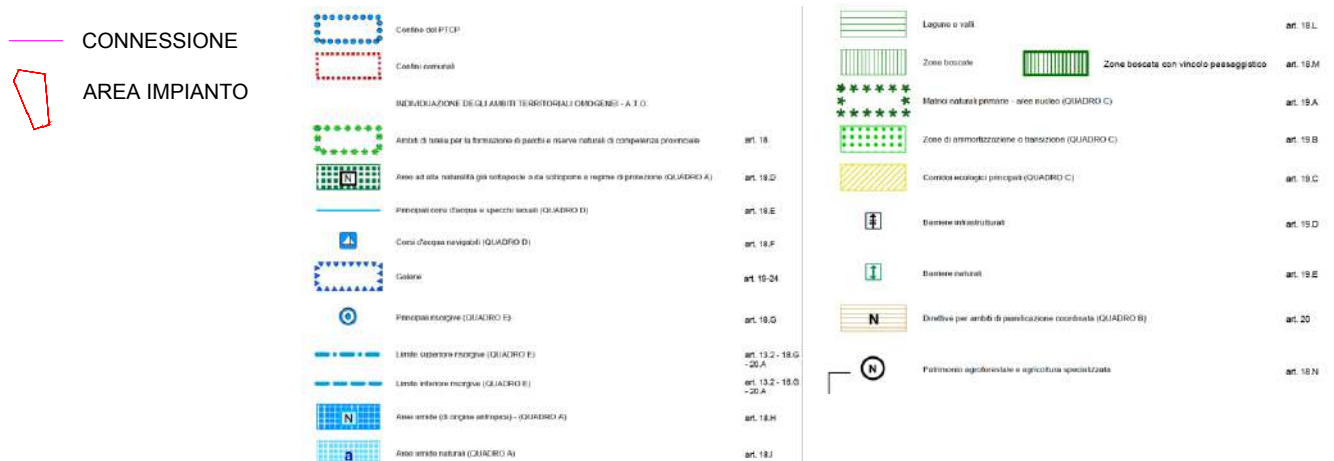 CONNESSIONE
AREA IMPIANTO
Confine del PTCP
Confini comunali
INDIVIDUAZIONE DEGLI AMBITI TERRITORIALI OMOGENEI - A.T.O.
Ambiti di tutela per la formazione di parchi e riserve naturali di competenza provinciale art. 18
N Aree ad alta naturalità già sottoposte o da sottoporre a regime di protezione (QUADRO A) art. 18.D
Principali corsi d'acqua e specchi lacuali (QUADRO D) art. 18.E
Corsi d'acqua navigabili (QUADRO D) art. 18.F
Golene art. 19-24
Principali risorgive (QUADRO E) art. 18.G
Limite superiore risorgive (QUADRO E) art. 13.2 - 18.G
- 20.A
Limite inferiore risorgive (QUADRO E) art. 13.2 - 18.G
- 20.A
N Aree umide (di origine antropica) - (QUADRO A) art. 18.H
a Aree umide naturali (QUADRO A) art. 18.I
Lagune o valli art. 18.L
Zone boscate Zone boscate con vincolo paesaggistico art. 18.M
Matrici naturali primarie - aree nucleo (QUADRO C) art. 19.A
Zone di ammortizzazione o transizione (QUADRO C) art. 19.B
Corridoi ecologici principali (QUADRO C) art. 19.C
Barriere infrastrutturali art. 19.D
Barriere naturali art. 19.E
N Direttive per ambiti di pianificazione coordinata (QUADRO B) art. 20
N Patrimonio agroforestale e agricoltura specializzata art. 18.N